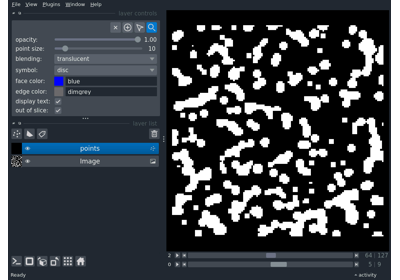 File View Plugins Window Help
layer controls
opacity: 1.00
point size: 10
blending: translucent
symbol: disc
face color: blue
edge color: dimgrey
display text:
out of slice:
layer list
points
Image
2 64 127
0 5 9
Ready activity